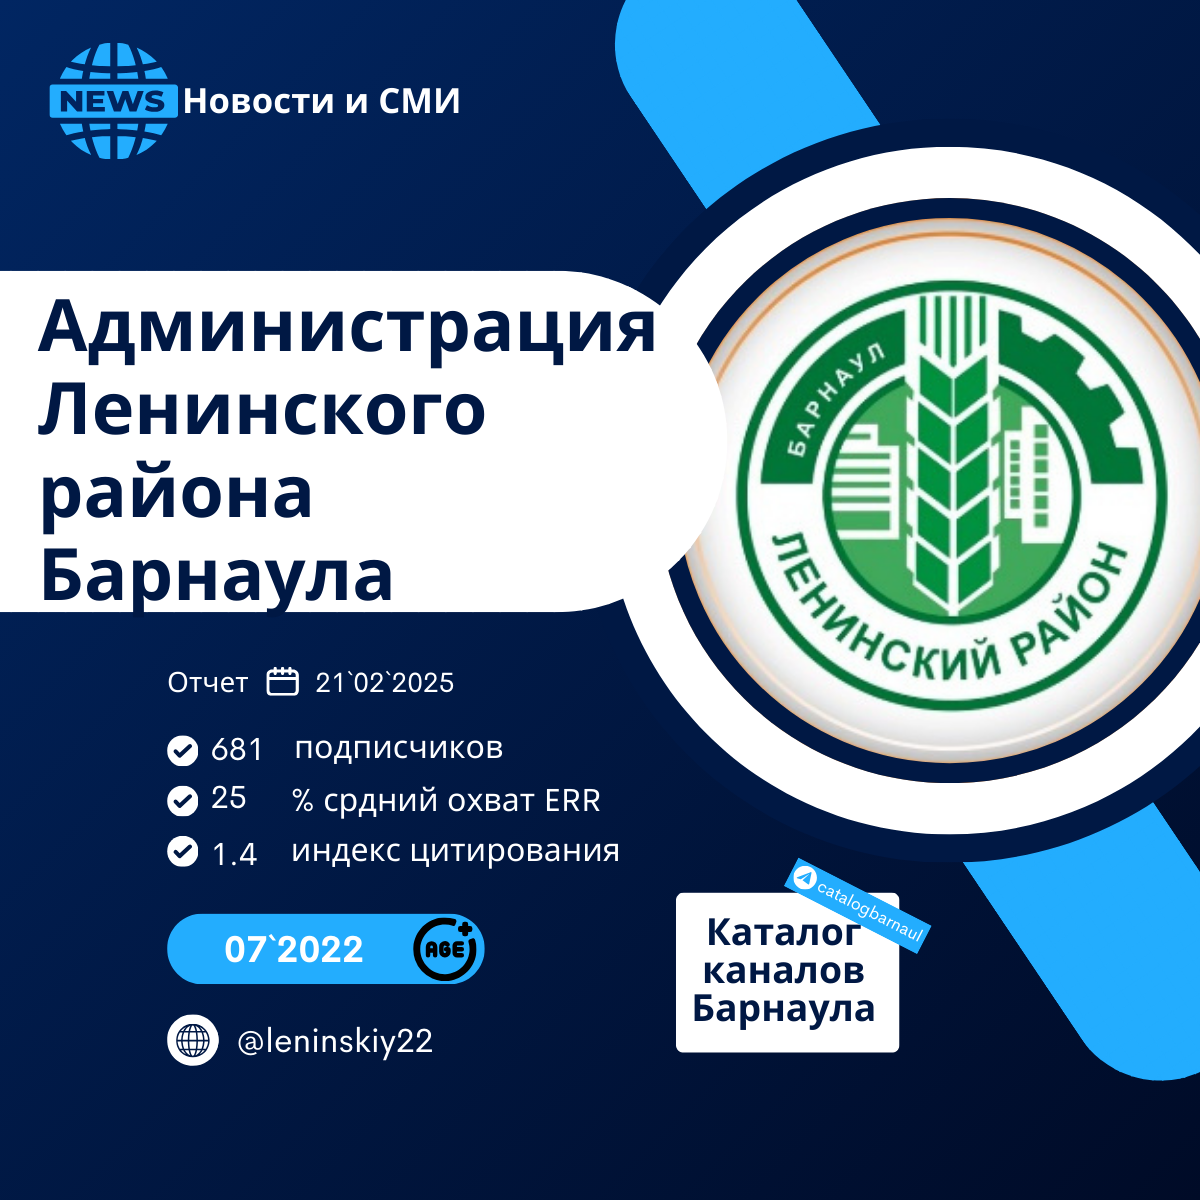 NEWS
Новости и СМИ
Администрация
Ленинского
района
Барнаула
БАРНАУЛ
ЛЕНИНСКИЙ РАЙОН
Отчет 21`02`2025
681 подписчиков
25 % срдний охват ERR
1.4 индекс цитирования
07`2022 AGE+
@leninskiy22
catalogbarnaul
Каталог
каналов
Барнаула